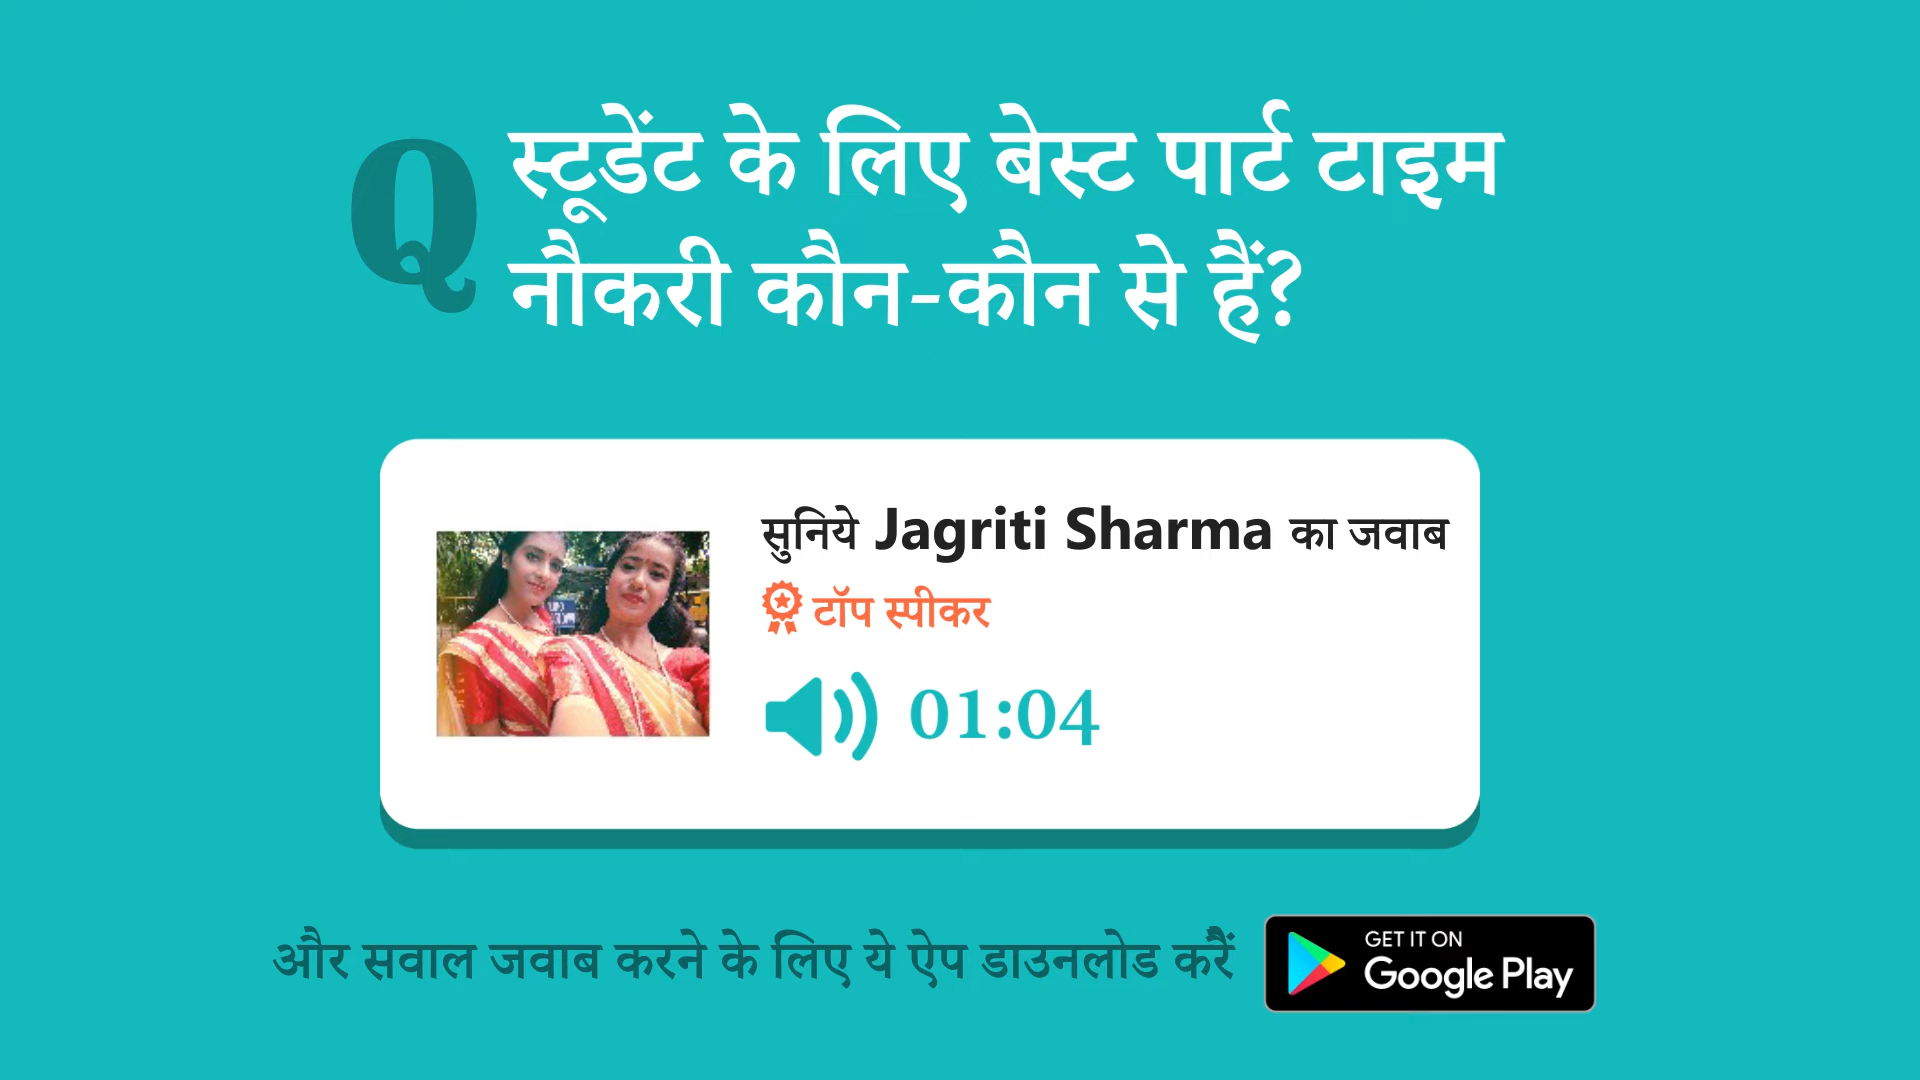 Q स्टूडेंट के लिए बेस्ट पार्ट टाइम
नौकरी कौन-कौन से हैं?
सुनिये Jagriti Sharma का जवाब
टॉप स्पीकर
01:04
और सवाल जवाब करने के लिए ये ऐप डाउनलोड करें
GET IT ON
Google Play